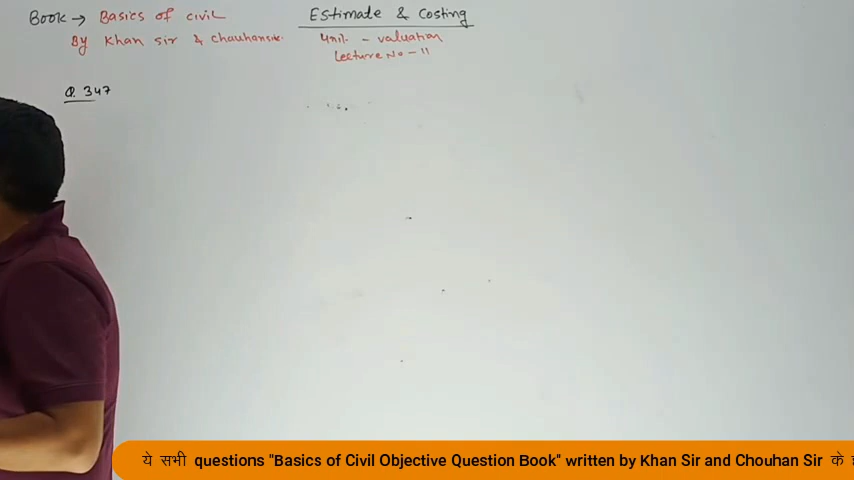 Book → Basics of civil
By Khan sir & Chauhan sir.
Estimate & Costing
Unit - valuation
Lecture No - 11
Q. 347
ये सभी questions "Basics of Civil Objective Question Book" written by Khan Sir and Chouhan Sir के